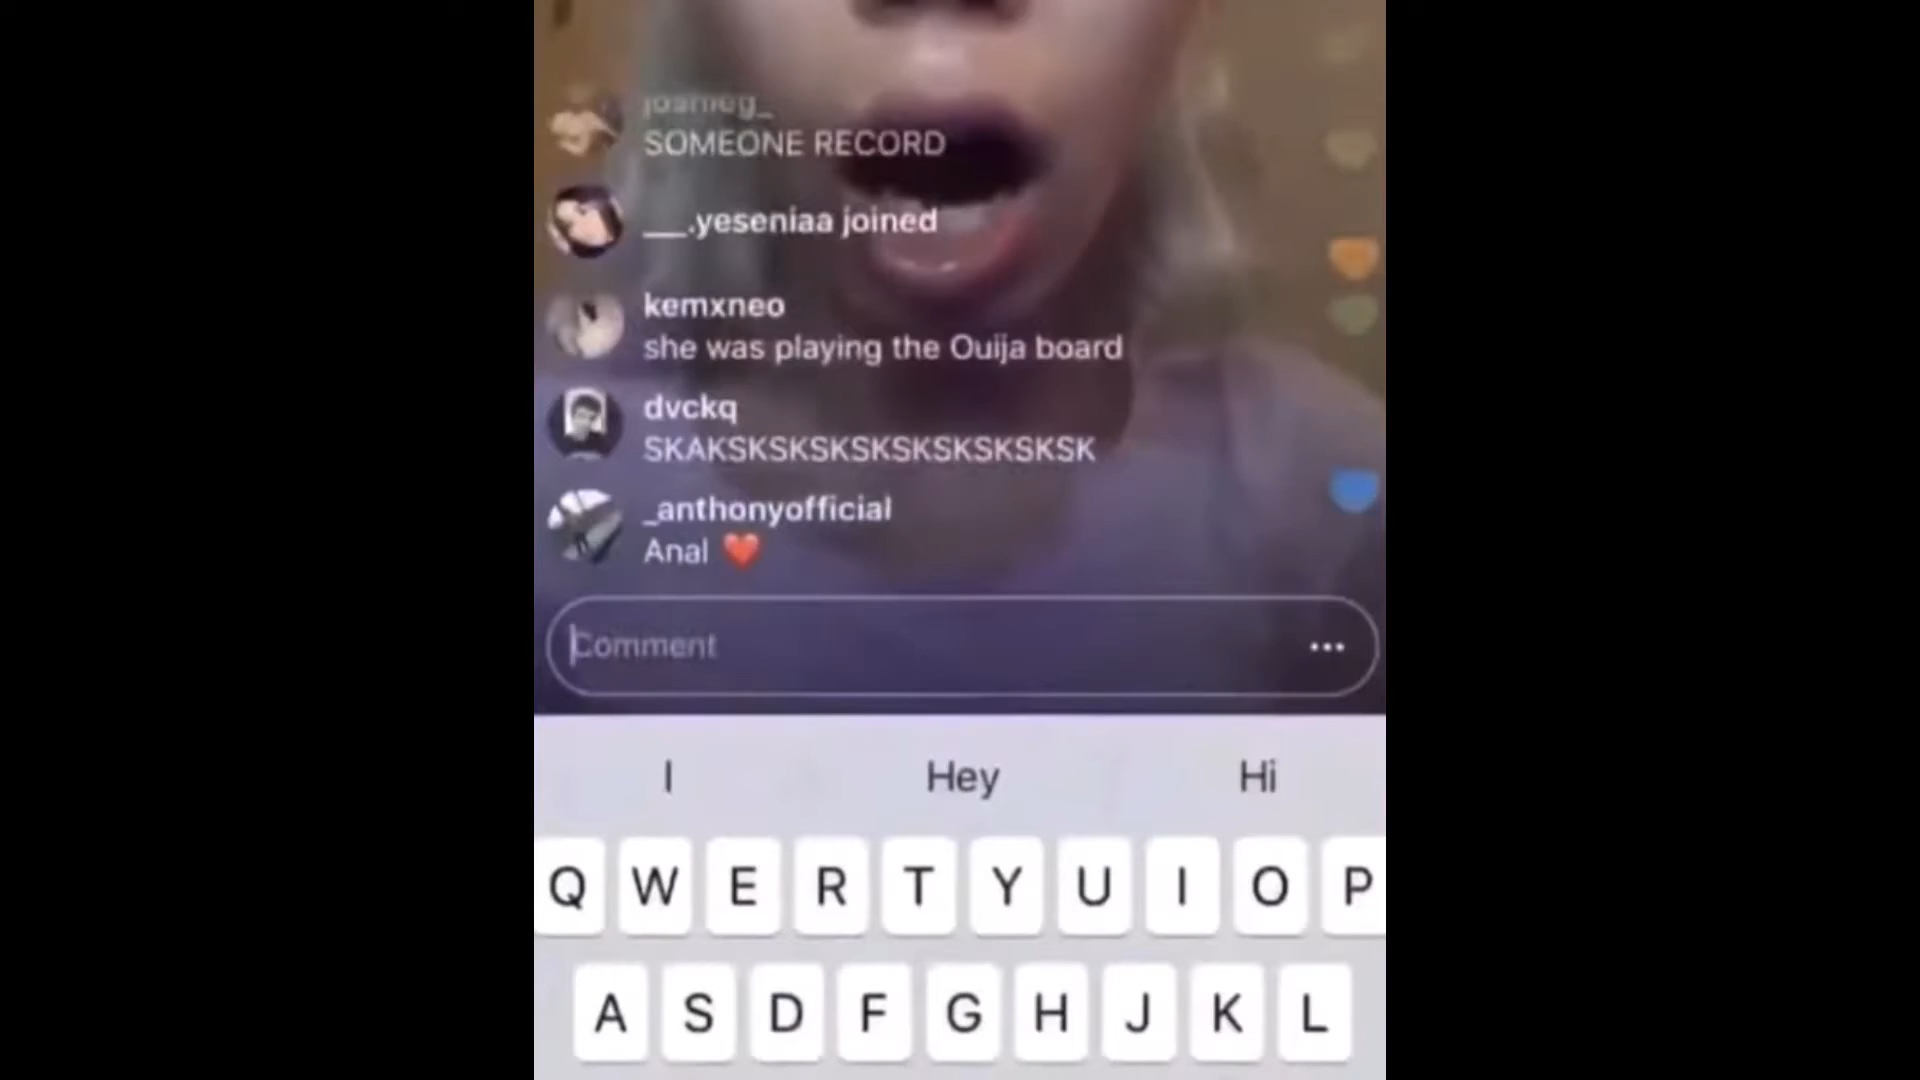 josmeg_
SOMEONE RECORD
___.yeseniaa joined
kemxneo
she was playing the Ouija board
dvckq
SKAKSKSKSKSKSKSKSKSKSK
_anthonyofficial
Anal ❤️
Comment
I Hey Hi
Q W E R T Y U I O P
A S D F G H J K L